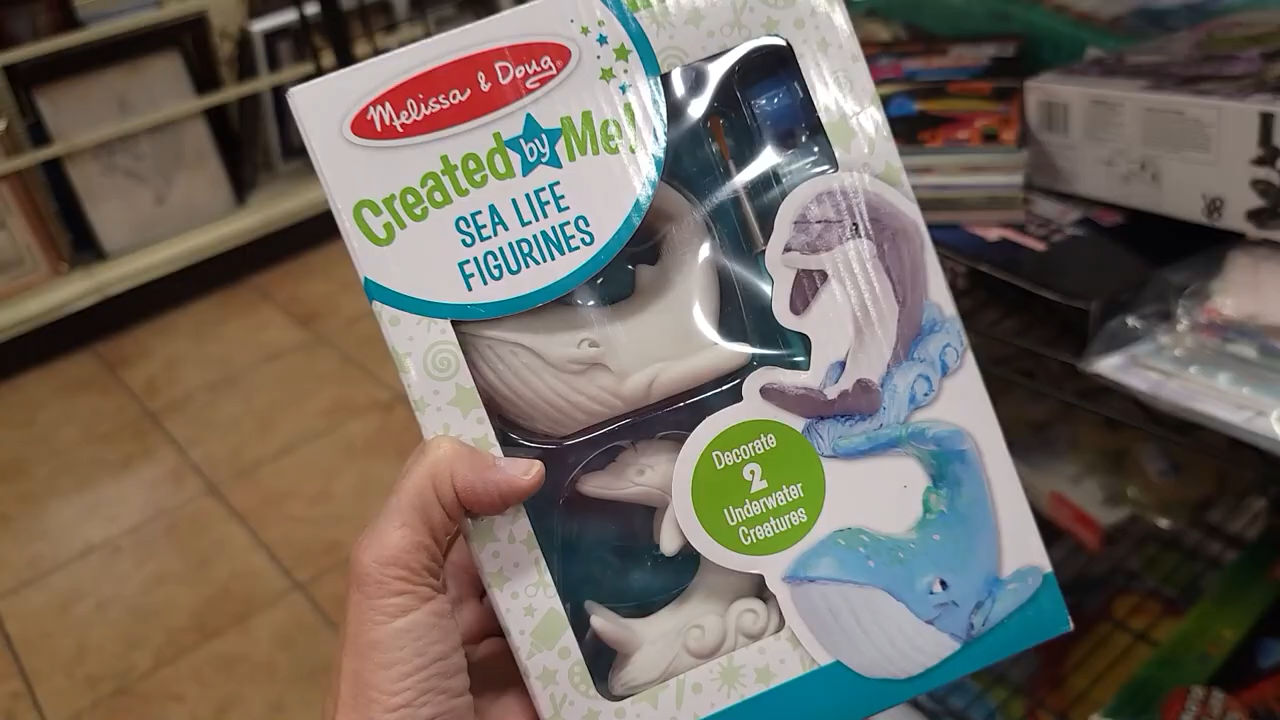 Melissa & Doug®
Created by Me!
SEA LIFE
FIGURINES
Decorate
2
Underwater
Creatures